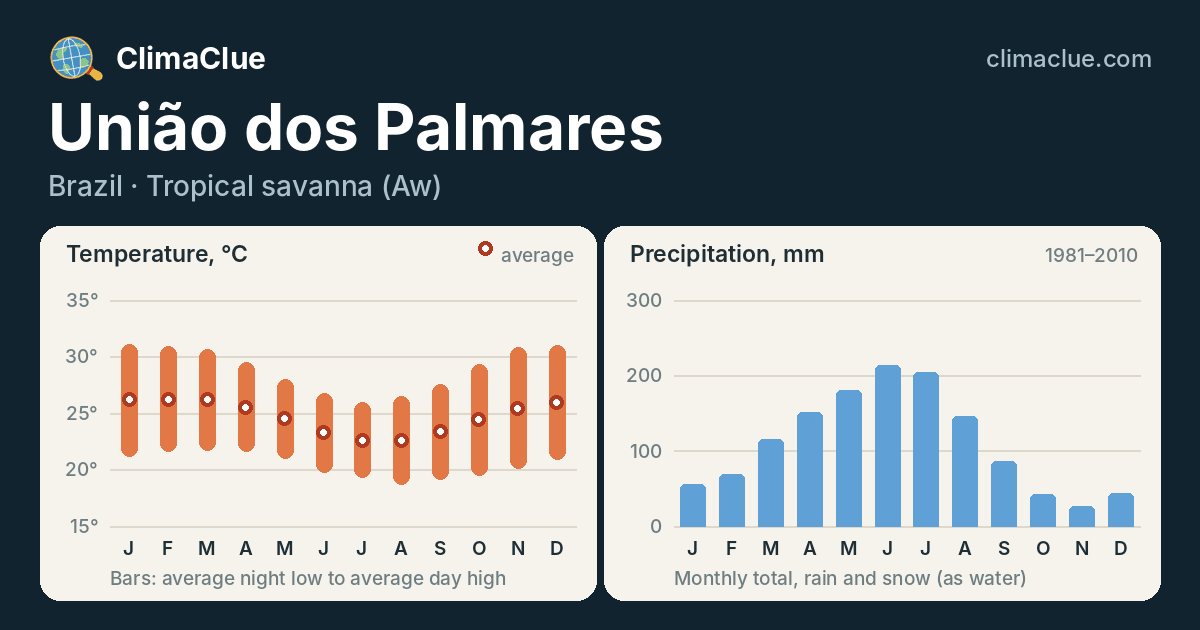 ClimaClue
climaclue.com
União dos Palmares
Brazil · Tropical savanna (Aw)
Temperature, °C
average
35°
30°
25°
20°
15°
J F M A M J J A S O N D
Bars: average night low to average day high
Precipitation, mm
1981–2010
300
200
100
0
J F M A M J J A S O N D
Monthly total, rain and snow (as water)